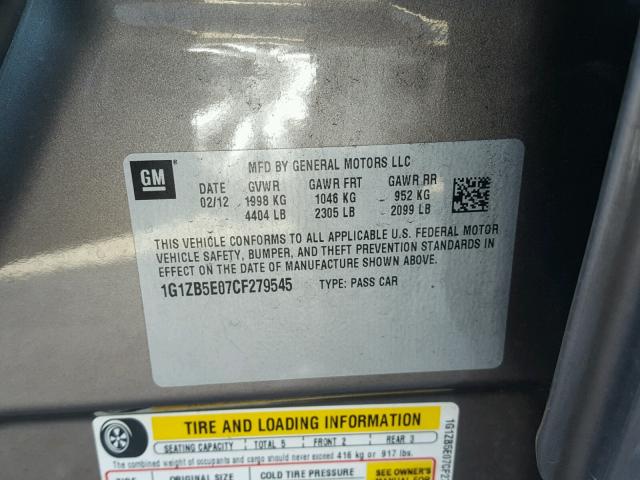 GM
MFD BY GENERAL MOTORS LLC
DATE GVWR GAWR FRT GAWR RR
02/12 1998 KG 1046 KG 952 KG
4404 LB 2305 LB 2099 LB
THIS VEHICLE CONFORMS TO ALL APPLICABLE U.S. FEDERAL MOTOR
VEHICLE SAFETY, BUMPER, AND THEFT PREVENTION STANDARDS IN
EFFECT ON THE DATE OF MANUFACTURE SHOWN ABOVE.
1G1ZB5E07CF279545 TYPE: PASS CAR
TIRE AND LOADING INFORMATION
SEATING CAPACITY TOTAL 5 FRONT 2 REAR 3
The combined weight of occupants and cargo should never exceed 416 kg or 917 lbs.
TIRE ORIGINAL SIZE COLD TIRE PRESSURE SEE OWNER'S
MANUAL FOR
1G1ZB5E07CF2